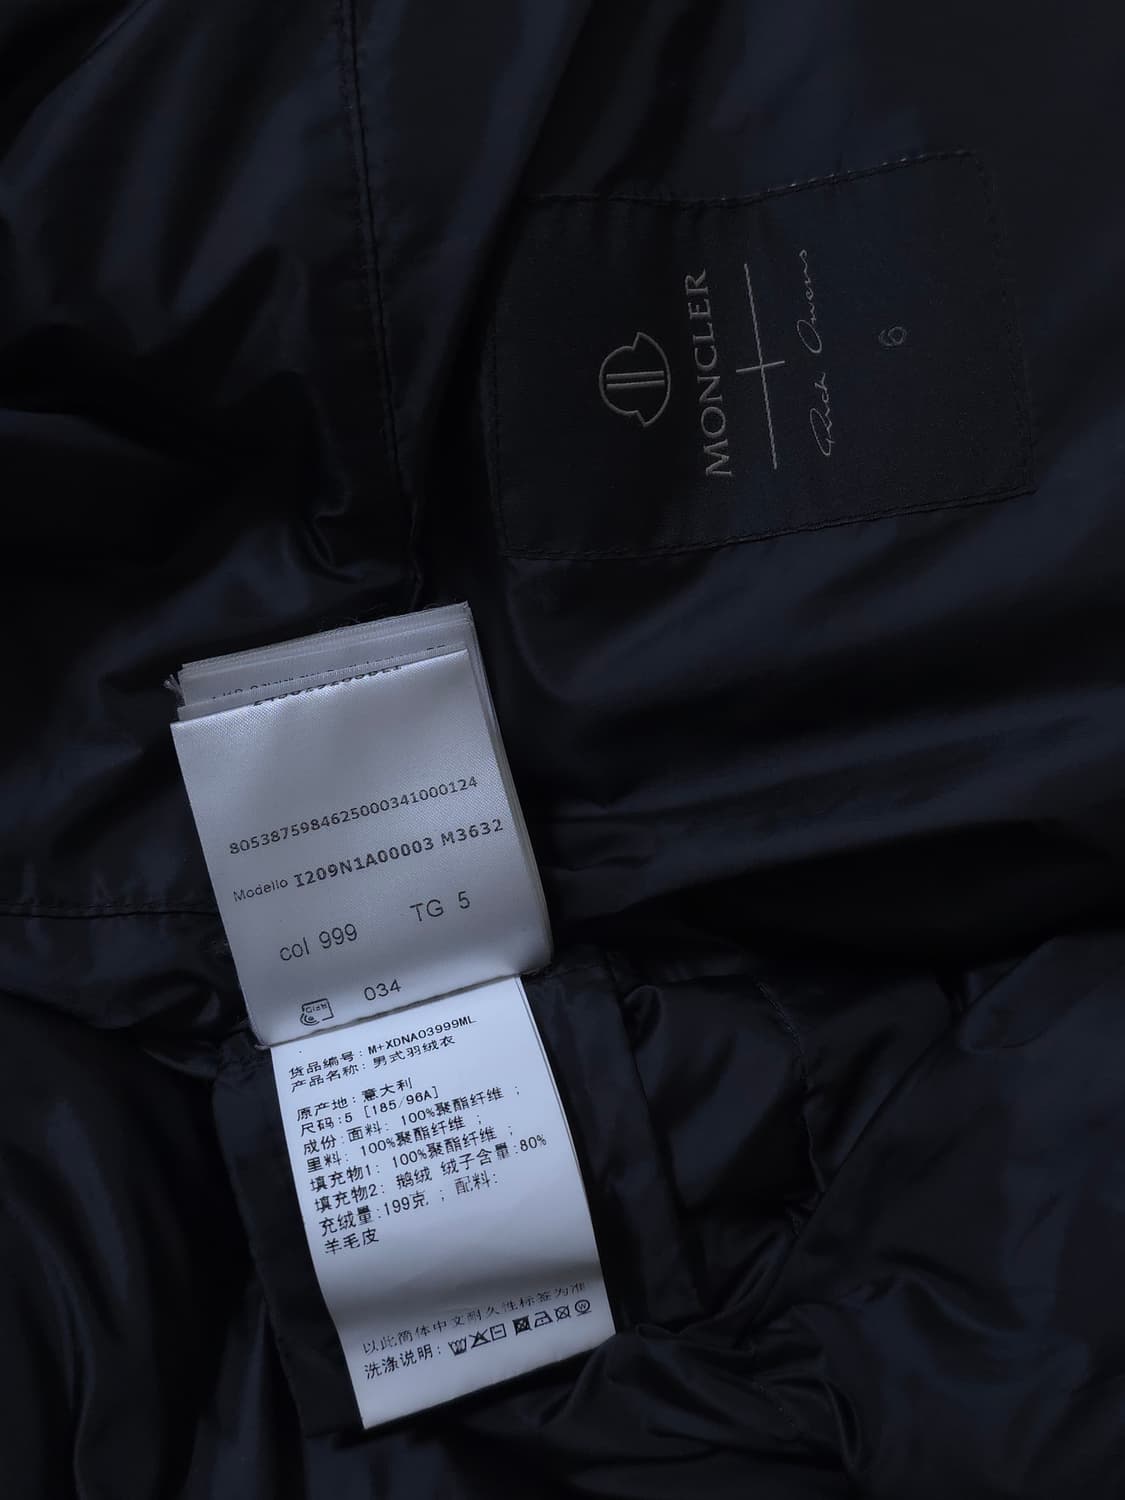 MONCLER
Rick Owens
6
8053875984625000341000124
Modello I209N1A00003 M3632
col 999 TG 5
034
货品编号: M+XDNA03999ML
产品名称: 男式羽绒衣
原产地: 意大利
尺码:5 [185/96A]
成份:面料: 100%聚酯纤维 ;
里料: 100%聚酯纤维 ;
填充物1: 100%聚酯纤维 ;
填充物2: 鹅绒 绒子含量:80%
充绒量:199克 ; 配料:
羊毛皮
以此简体中文耐久性标签为准
洗涤说明: